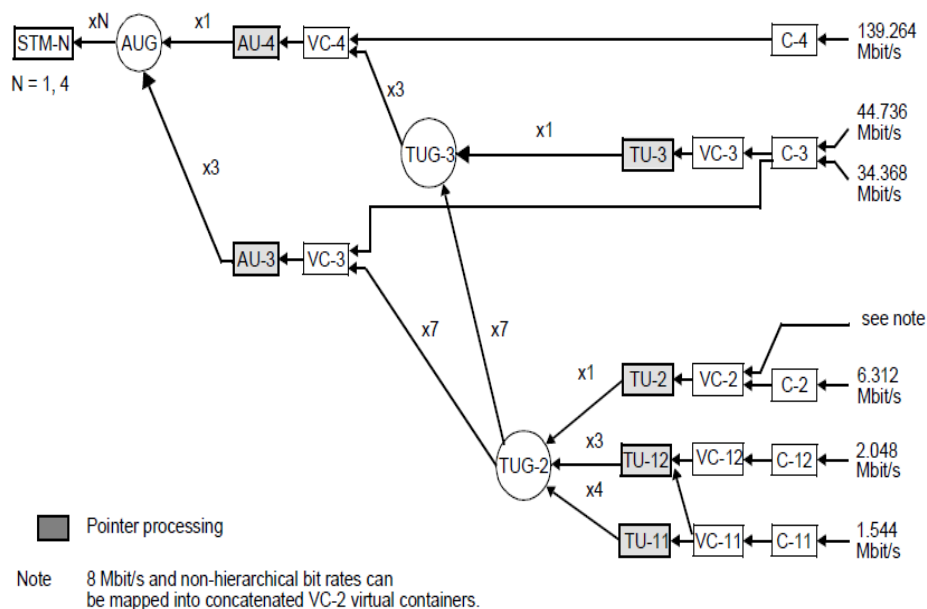 xN
x1
STM-N
AUG
AU-4
VC-4
C-4
139.264
Mbit/s
N = 1, 4
x3
44.736
Mbit/s
x1
TUG-3
TU-3
VC-3
C-3
x3
34.368
Mbit/s
AU-3
VC-3
x7
x7
see note
x1
TU-2
VC-2
C-2
6.312
Mbit/s
x3
TUG-2
TU-12
VC-12
C-12
2.048
Mbit/s
x4
TU-11
VC-11
C-11
1.544
Mbit/s
Pointer processing
Note 8 Mbit/s and non-hierarchical bit rates can
be mapped into concatenated VC-2 virtual containers.